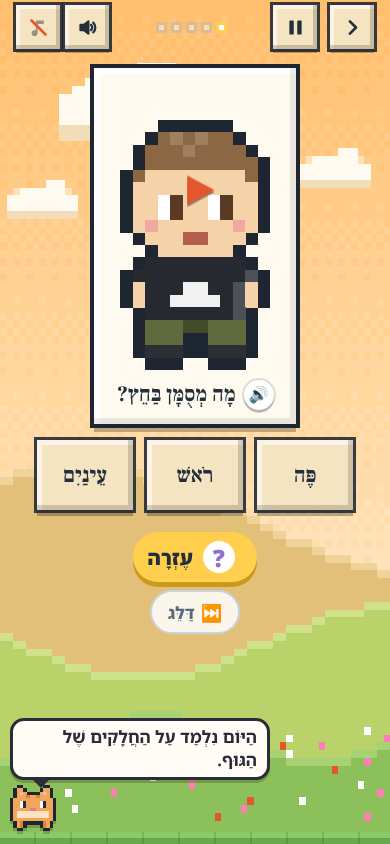 מָה מְסֻמָּן בַּחֵץ?
עֵינַיִם
רֹאשׁ
פֶּה
עֶזְרָה ?
דַּלֵּג
הַיּוֹם נִלְמַד עַל הַחֲלָקִים שֶׁל
הַגּוּף.